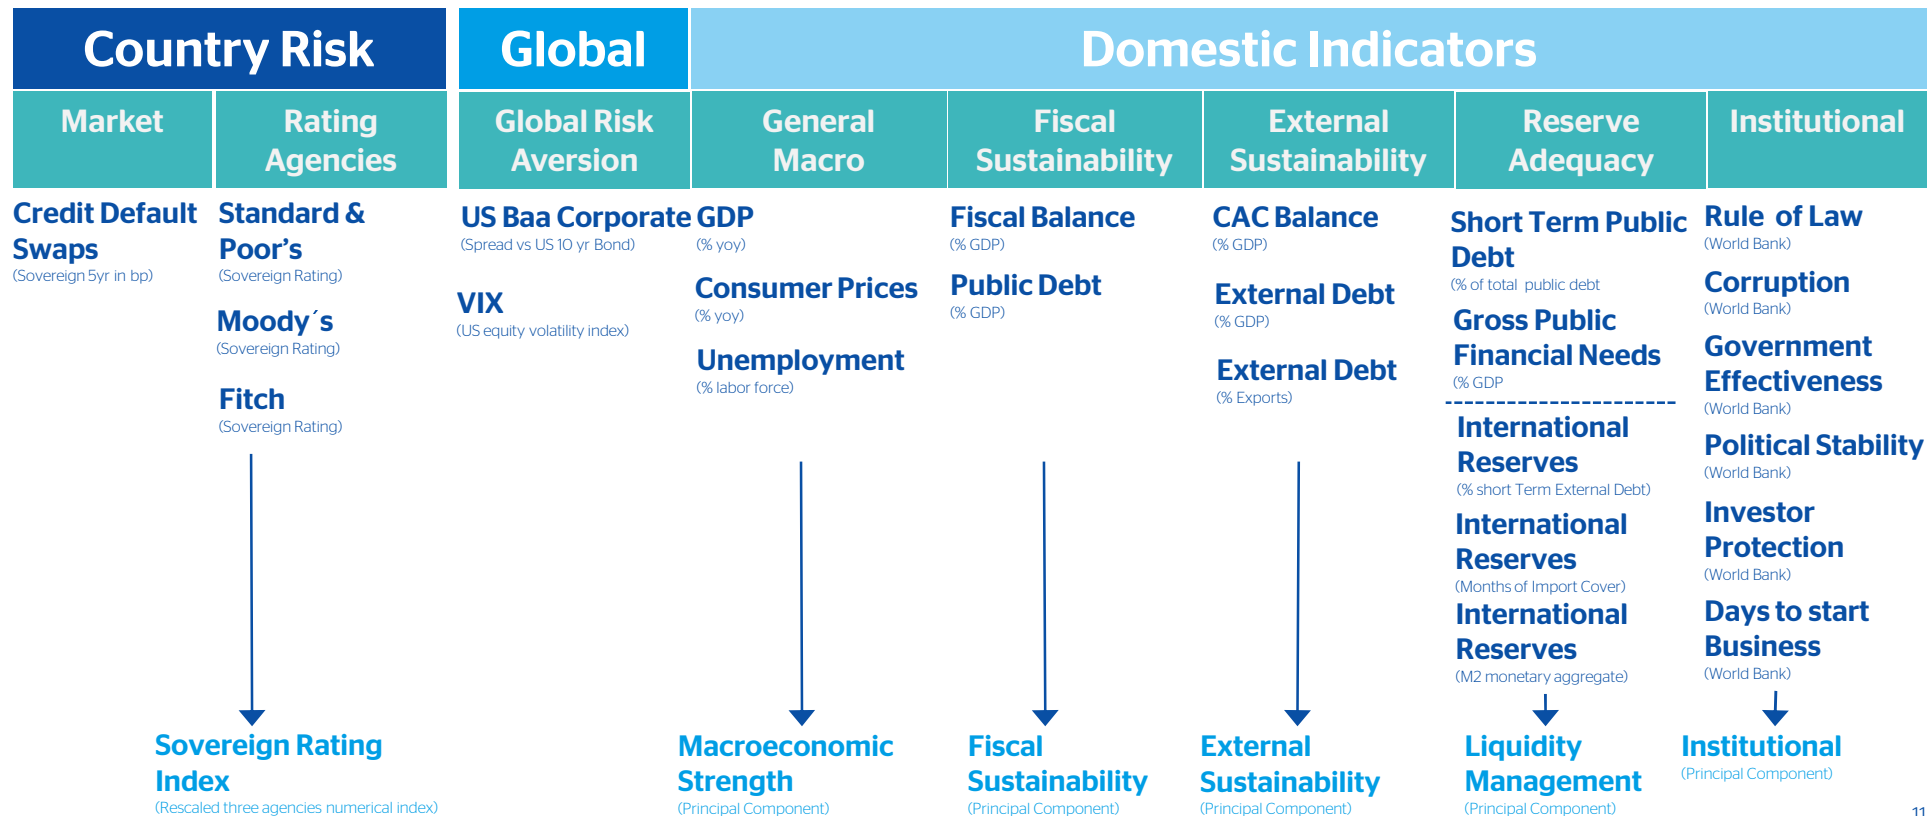 Country Risk
Global
Domestic Indicators
Market
Rating
Agencies
Global Risk
Aversion
General
Macro
Fiscal
Sustainability
External
Sustainability
Reserve
Adequacy
Institutional
Credit Default
Swaps
(Sovereign 5yr in bp)
Standard &
Poor's
(Sovereign Rating)
Moody´s
(Sovereign Rating)
Fitch
(Sovereign Rating)
Sovereign Rating
Index
(Rescaled three agencies numerical index)
US Baa Corporate
(Spread vs US 10 yr Bond)
VIX
(US equity volatility index)
GDP
(% yoy)
Consumer Prices
(% yoy)
Unemployment
(% labor force)
Macroeconomic
Strength
(Principal Component)
Fiscal Balance
(% GDP)
Public Debt
(% GDP)
Fiscal
Sustainability
(Principal Component)
CAC Balance
(% GDP)
External Debt
(% GDP)
External Debt
(% Exports)
External
Sustainability
(Principal Component)
Short Term Public
Debt
(% of total public debt
Gross Public
Financial Needs
(% GDP
International
Reserves
(% short Term External Debt)
International
Reserves
(Months of Import Cover)
International
Reserves
(M2 monetary aggregate)
Liquidity
Management
(Principal Component)
Rule of Law
(World Bank)
Corruption
(World Bank)
Government
Effectiveness
(World Bank)
Political Stability
(World Bank)
Investor
Protection
(World Bank)
Days to start
Business
(World Bank)
Institutional
(Principal Component)
11